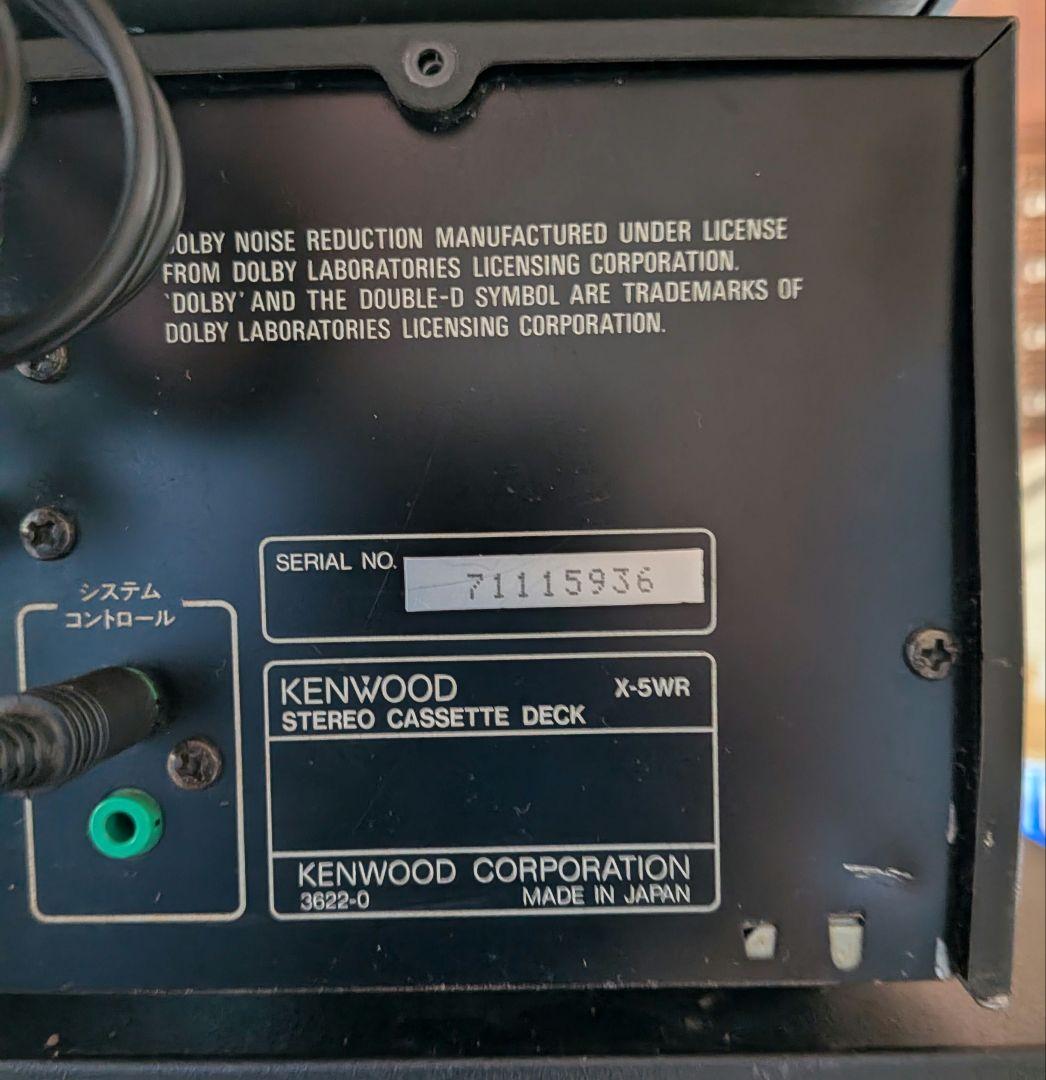 DOLBY NOISE REDUCTION MANUFACTURED UNDER LICENSE
FROM DOLBY LABORATORIES LICENSING CORPORATION.
'DOLBY' AND THE DOUBLE-D SYMBOL ARE TRADEMARKS OF
DOLBY LABORATORIES LICENSING CORPORATION.
SERIAL NO. 71115936
システム
コントロール
KENWOOD X-5WR
STEREO CASSETTE DECK
KENWOOD CORPORATION
3622-0 MADE IN JAPAN